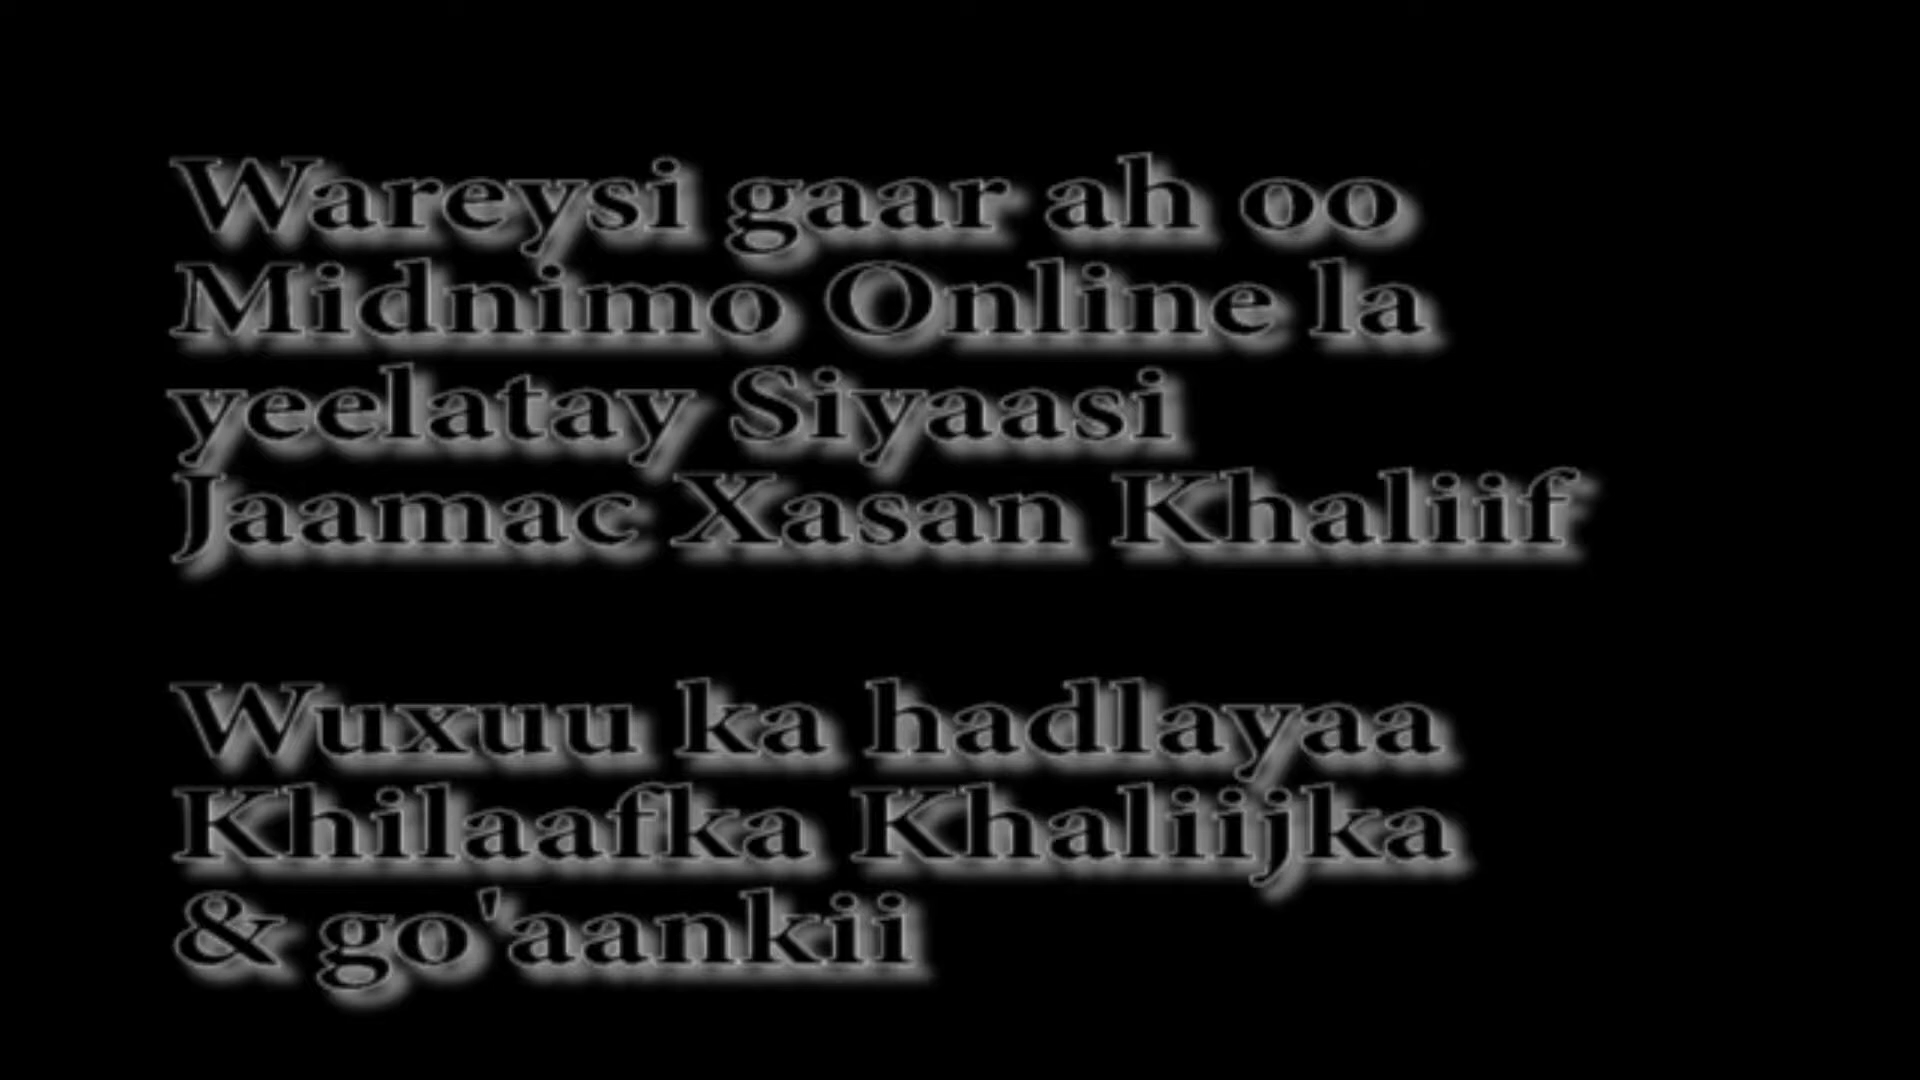 Wareysi gaar ah oo
Midnimo Online la
yeelatay Siyaasi
Jaamac Xasan Khaliif
Wuxuu ka hadlayaa
Khilaafka Khaliijka
& go'aankii